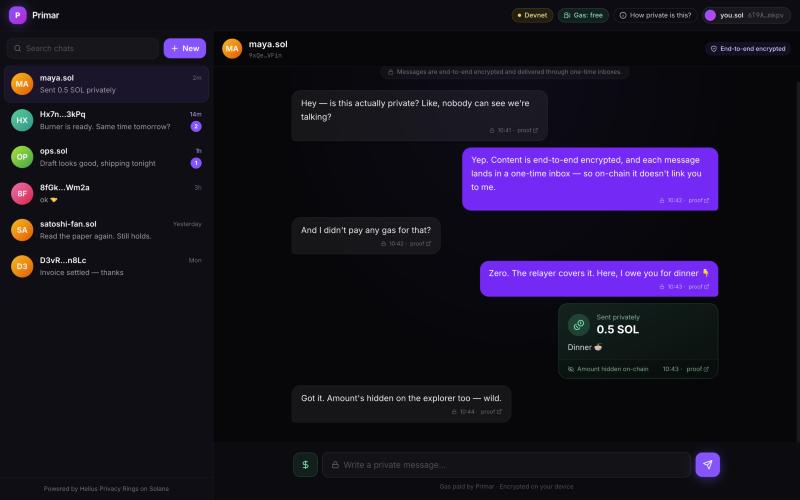 P Primar
Devnet
Gas: free
How private is this?
you.sol 6T9A…mkpv
Search chats
+ New
MA maya.sol 2m
Sent 0.5 SOL privately
HX Hx7n…3kPq 14m
Burner is ready. Same time tomorrow? 2
OP ops.sol 1h
Draft looks good, shipping tonight 1
8F 8fGk…Wm2a 3h
ok 🤝
SA satoshi-fan.sol Yesterday
Read the paper again. Still holds.
D3 D3vR…n8Lc Mon
Invoice settled — thanks
Powered by Helius Privacy Rings on Solana
MA maya.sol
9xQe…VFin
End-to-end encrypted
Messages are end-to-end encrypted and delivered through one-time inboxes.
Hey — is this actually private? Like, nobody can see we're
talking?
10:41 · proof
Yep. Content is end-to-end encrypted, and each message
lands in a one-time inbox — so on-chain it doesn't link you
to me.
10:42 · proof
And I didn't pay any gas for that?
10:42 · proof
Zero. The relayer covers it. Here, I owe you for dinner 👇
10:43 · proof
Sent privately
0.5 SOL
Dinner 🍜
Amount hidden on-chain 10:43 · proof
Got it. Amount's hidden on the explorer too — wild.
10:44 · proof
Write a private message…
Gas paid by Primar · Encrypted on your device